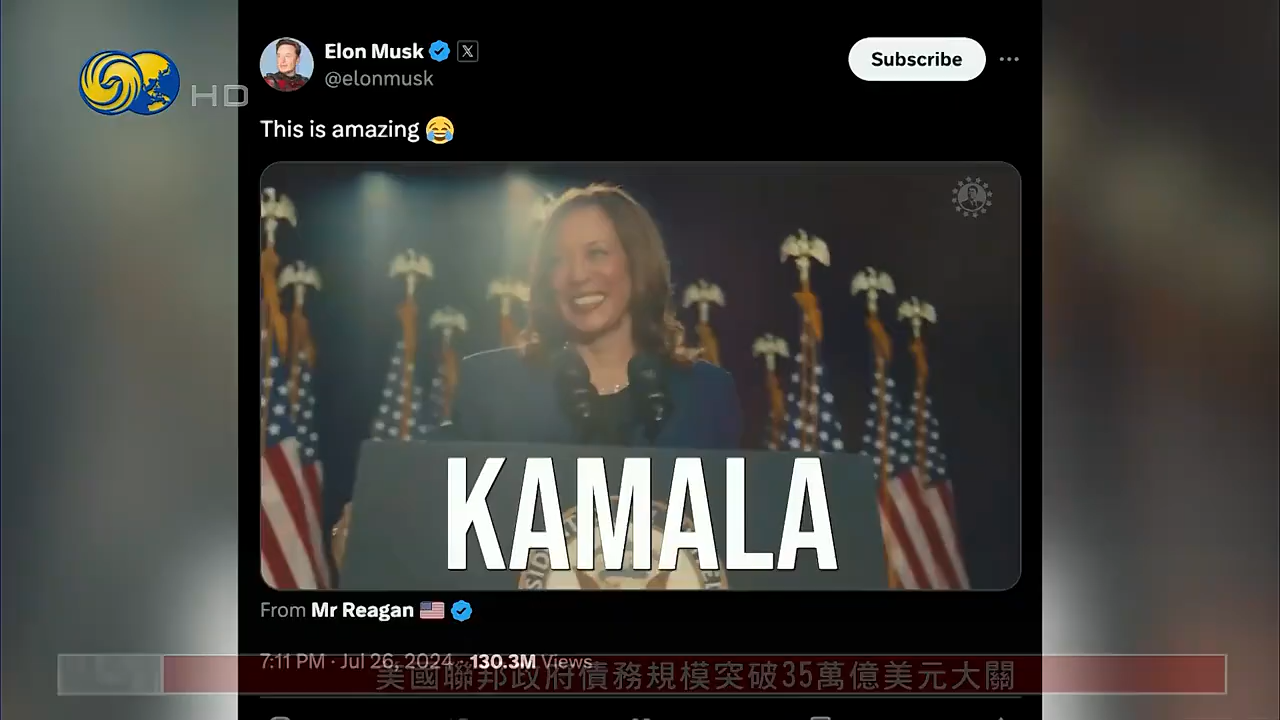 Elon Musk
@elonmusk
Subscribe
HD
This is amazing 😂
KAMALA
From Mr Reagan 🇺🇸
7:11 PM · Jul 26, 2024 · 130.3M Views
美國聯邦政府債務規模突破35萬億美元大關